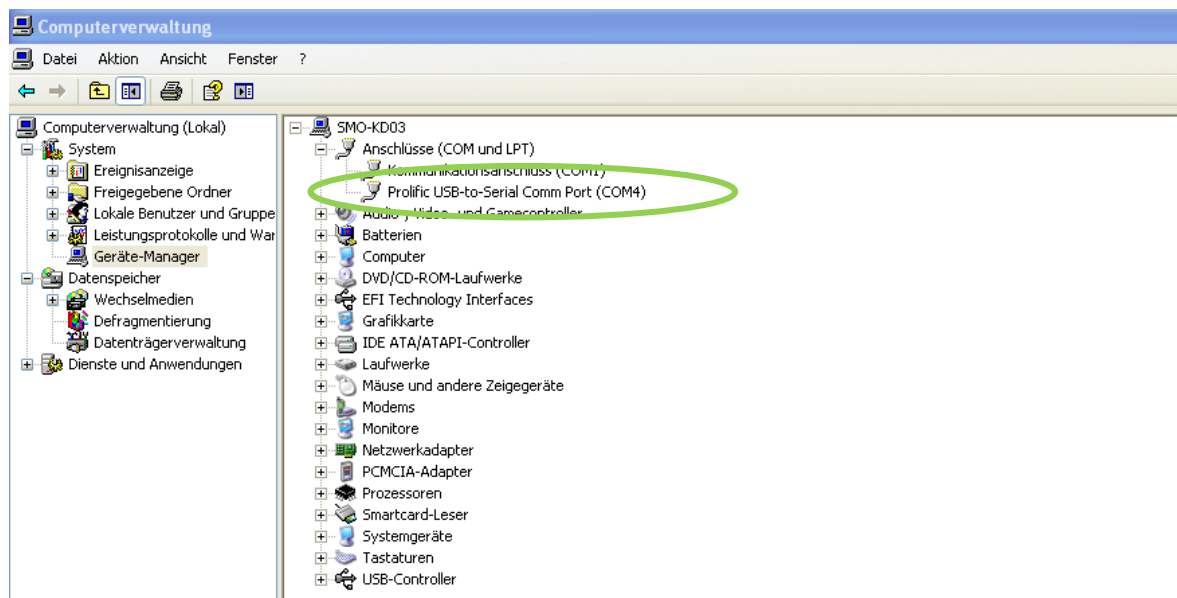 Computerverwaltung
Datei Aktion Ansicht Fenster ?
Computerverwaltung (Lokal)
System
Ereignisanzeige
Freigegebene Ordner
Lokale Benutzer und Gruppe
Leistungsprotokolle und War
Geräte-Manager
Datenspeicher
Wechselmedien
Defragmentierung
Datenträgerverwaltung
Dienste und Anwendungen
SMO-KD03
Anschlüsse (COM und LPT)
Kommunikationsanschluss (COM1)
Prolific USB-to-Serial Comm Port (COM4)
Audio-, Video- und Gamecontroller
Batterien
Computer
DVD/CD-ROM-Laufwerke
EFI Technology Interfaces
Grafikkarte
IDE ATA/ATAPI-Controller
Laufwerke
Mäuse und andere Zeigegeräte
Modems
Monitore
Netzwerkadapter
PCMCIA-Adapter
Prozessoren
Smartcard-Leser
Systemgeräte
Tastaturen
USB-Controller